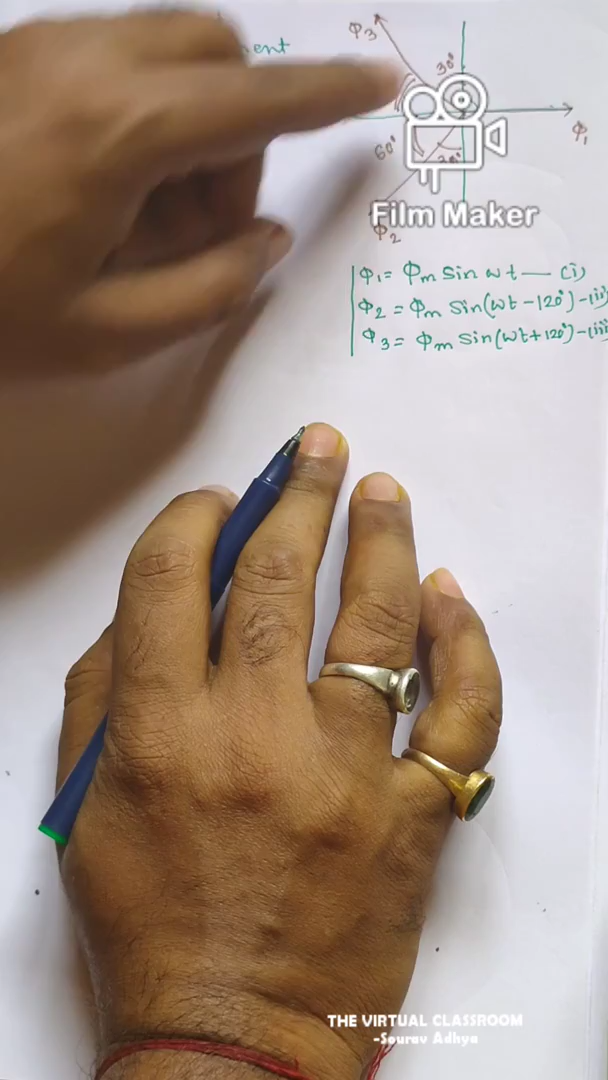 ϕ3
30°
ϕ1
60°
30°
Film Maker
ϕ2
ϕ1 = ϕm Sin ωt — (i)
ϕ2 = ϕm Sin(ωt - 120°) - (ii)
ϕ3 = ϕm Sin(ωt + 120°) - (iii)
THE VIRTUAL CLASSROOM
-Sourav Adhya